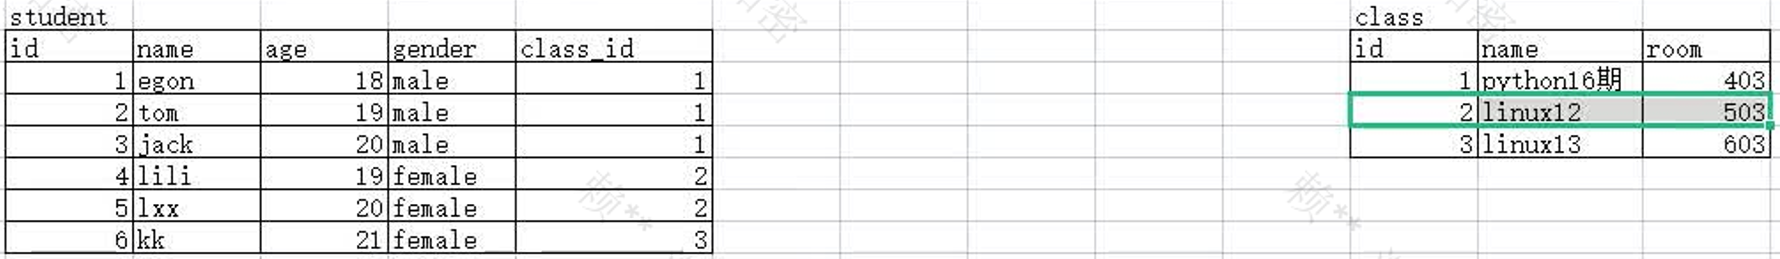 student class
id name age gender class_id id name room
1 egon 18 male 1 1 python16期 403
2 tom 19 male 1 2 linux12 503
3 jack 20 male 1 3 linux13 603
4 lili 19 female 2
5 lxx 20 female 2
6 kk 21 female 3
赖** 赖**